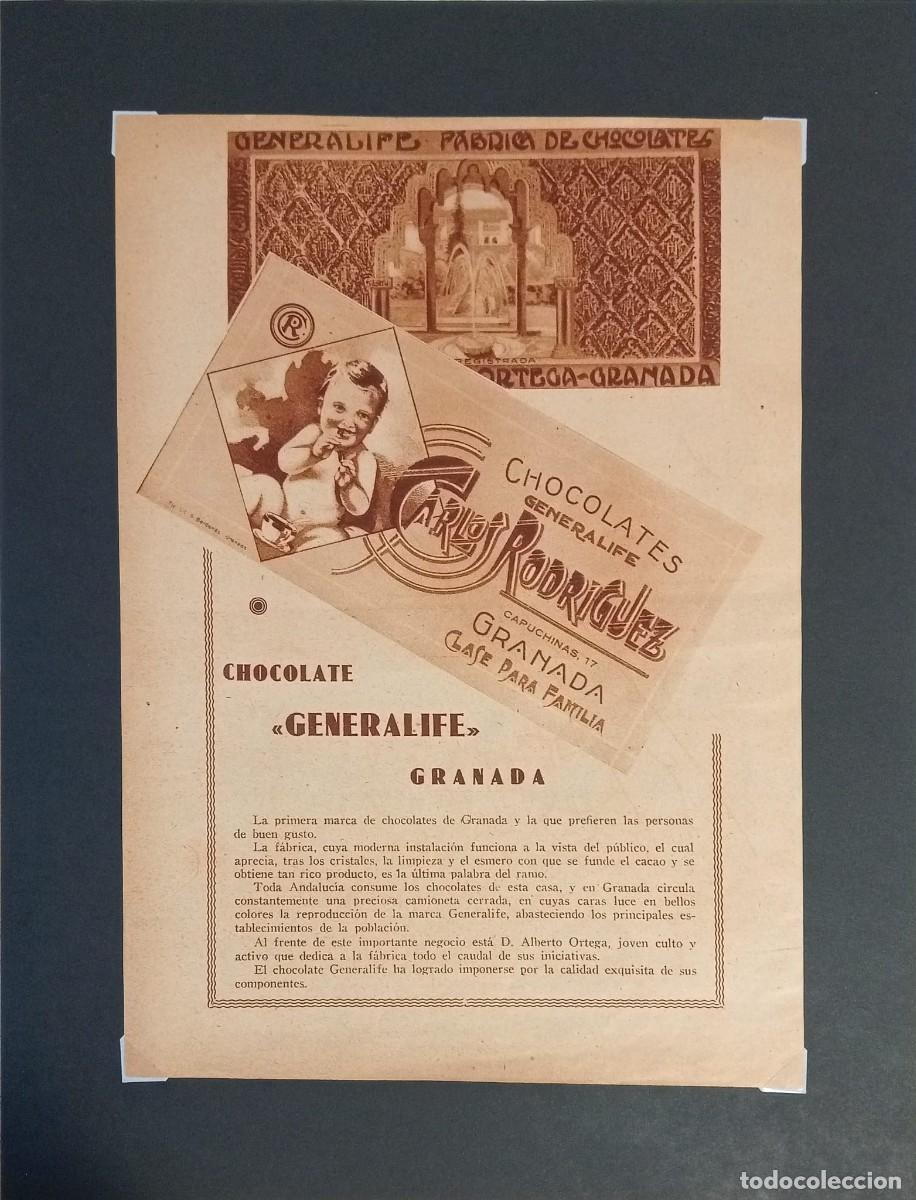 GENERALIFE · FABRICA DE CHOCOLATES
REGISTRADA
ORTEGA-GRANADA
CR
CHOCOLATES
GENERALIFE
CARLOS RODRIGUEZ
CAPUCHINAS, 17
GRANADA
CLASE PARA FAMILIA
CHOCOLATE
«GENERALIFE»
GRANADA
La primera marca de chocolates de Granada y la que prefieren las personas
de buen gusto.
La fábrica, cuya moderna instalación funciona a la vista del público, el cual
aprecia, tras los cristales, la limpieza y el esmero con que se funde el cacao y se
obtiene tan rico producto, es la última palabra del ramo.
Toda Andalucía consume los chocolates de esta casa, y en Granada circula
constantemente una preciosa camioneta cerrada, en cuyas caras luce en bellos
colores la reproducción de la marca Generalife, abasteciendo los principales es-
tablecimientos de la población.
Al frente de este importante negocio está D. Alberto Ortega, joven culto y
activo que dedica a la fábrica todo el caudal de sus iniciativas.
El chocolate Generalife ha logrado imponerse por la calidad exquisita de sus
componentes.
todocoleccion